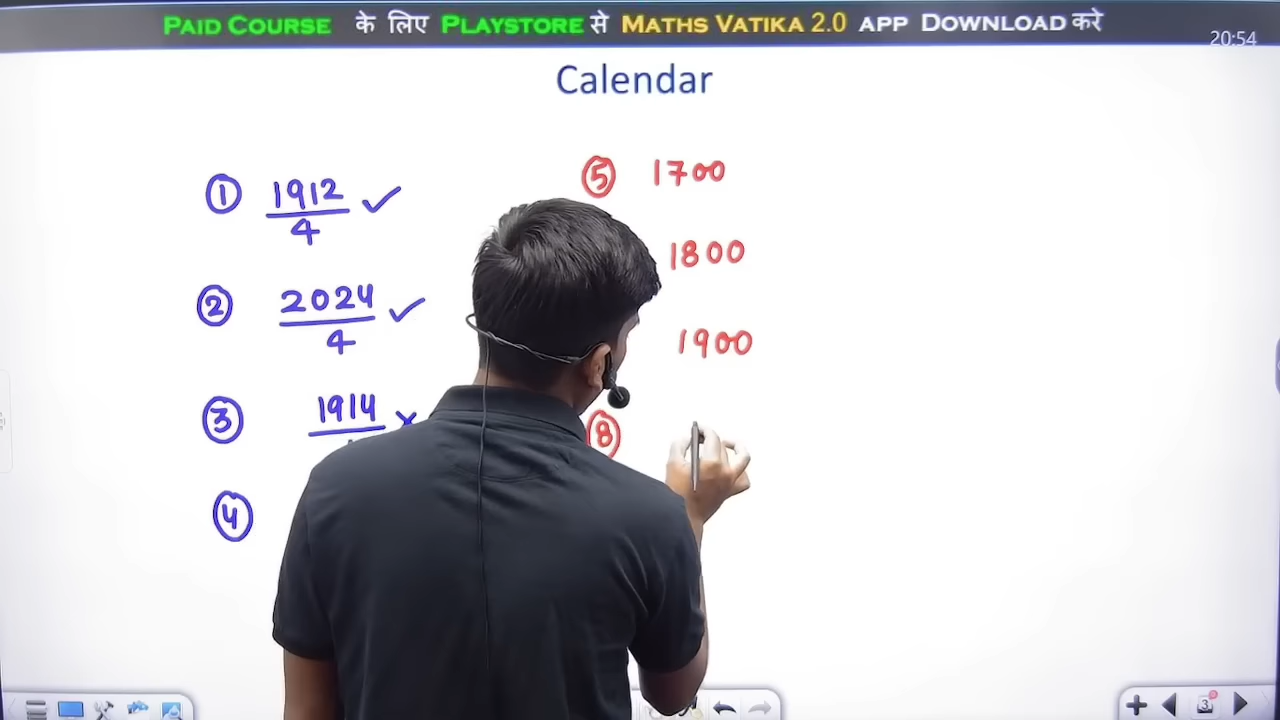 PAID COURSE के लिए PLAYSTORE से MATHS VATIKA 2.0 APP DOWNLOAD करे
20:54
Calendar
① 1912/4 ✓
② 2024/4 ✓
③ 1914 ×
④
⑤ 1700
1800
1900
⑧
3